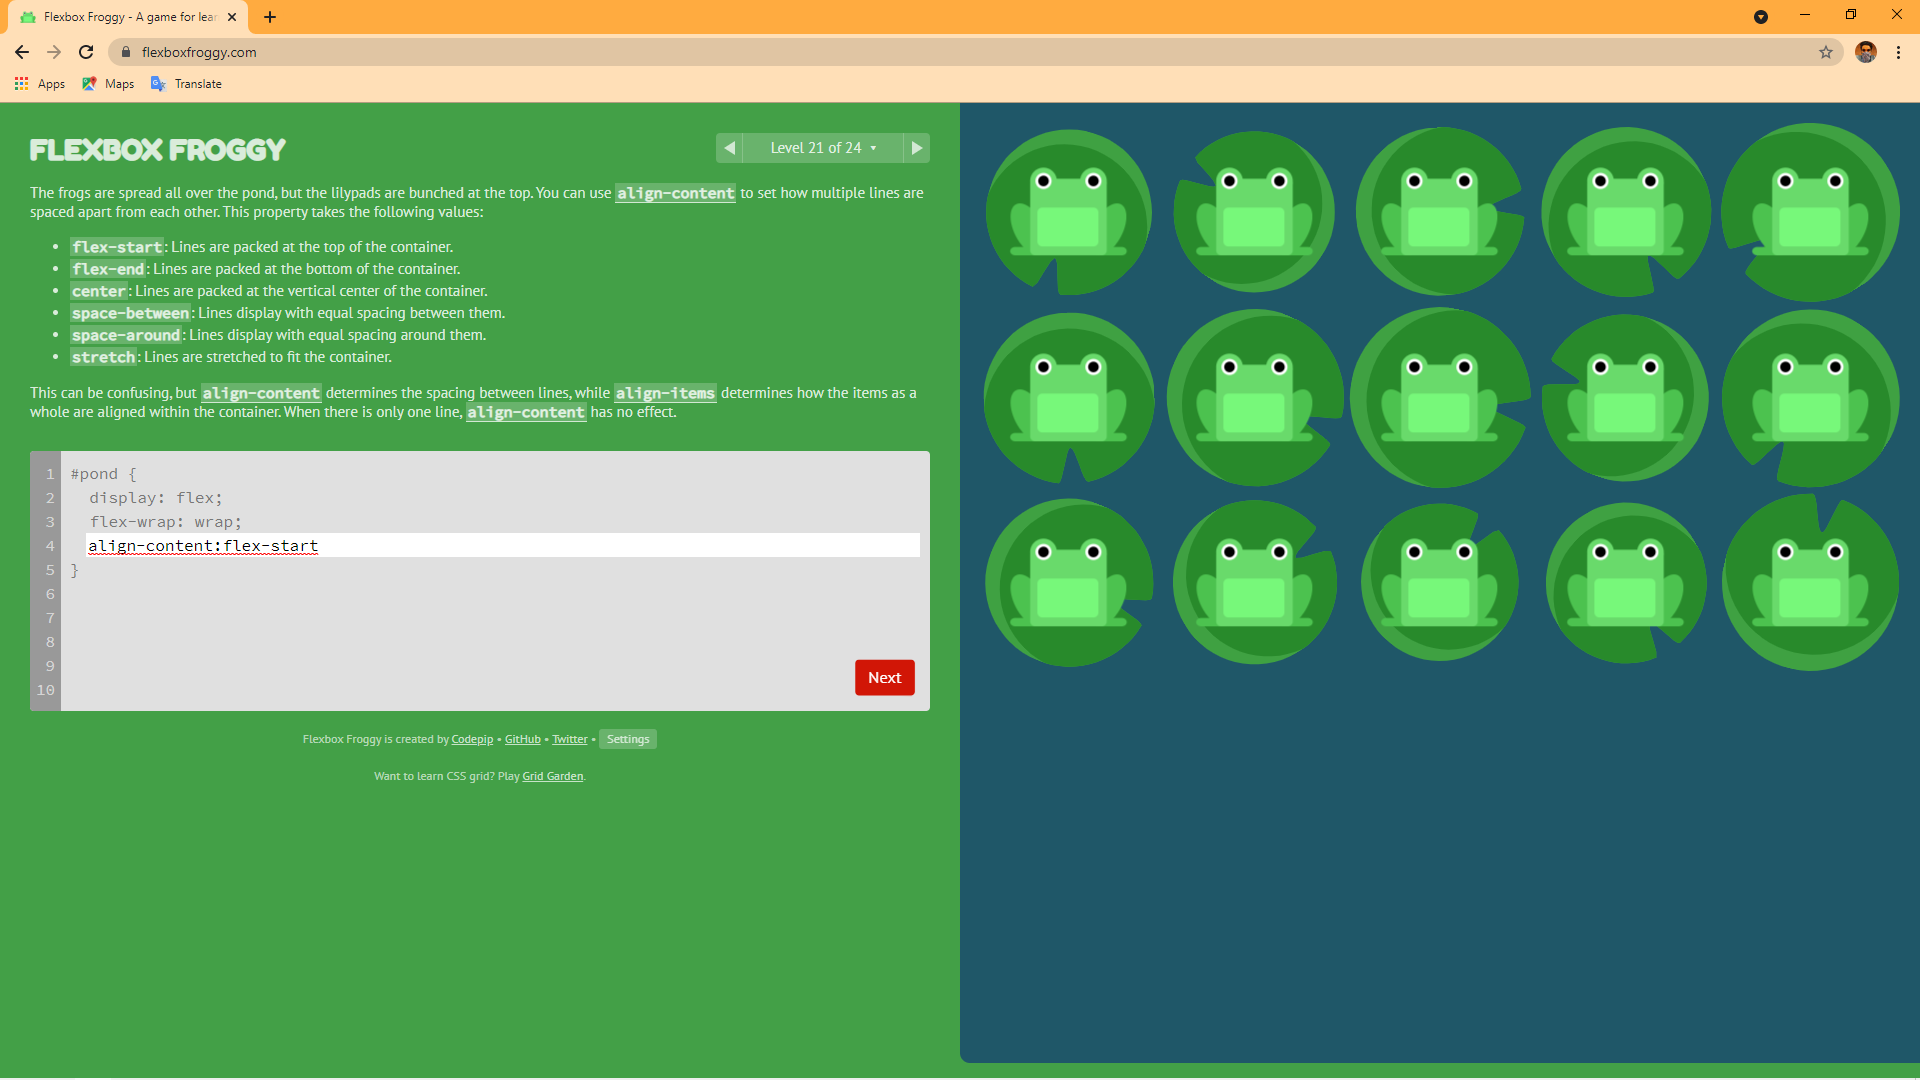 Flexbox Froggy - A game for lear
flexboxfroggy.com
Apps Maps Translate
FLEXBOX FROGGY
Level 21 of 24
The frogs are spread all over the pond, but the lilypads are bunched at the top. You can use align-content to set how multiple lines are
spaced apart from each other. This property takes the following values:
• flex-start: Lines are packed at the top of the container.
• flex-end: Lines are packed at the bottom of the container.
• center: Lines are packed at the vertical center of the container.
• space-between: Lines display with equal spacing between them.
• space-around: Lines display with equal spacing around them.
• stretch: Lines are stretched to fit the container.
This can be confusing, but align-content determines the spacing between lines, while align-items determines how the items as a
whole are aligned within the container. When there is only one line, align-content has no effect.
1 #pond {
2 display: flex;
3 flex-wrap: wrap;
4 align-content:flex-start
5 }
6
7
8
9
10
Next
Flexbox Froggy is created by Codepip • GitHub • Twitter • Settings
Want to learn CSS grid? Play Grid Garden.